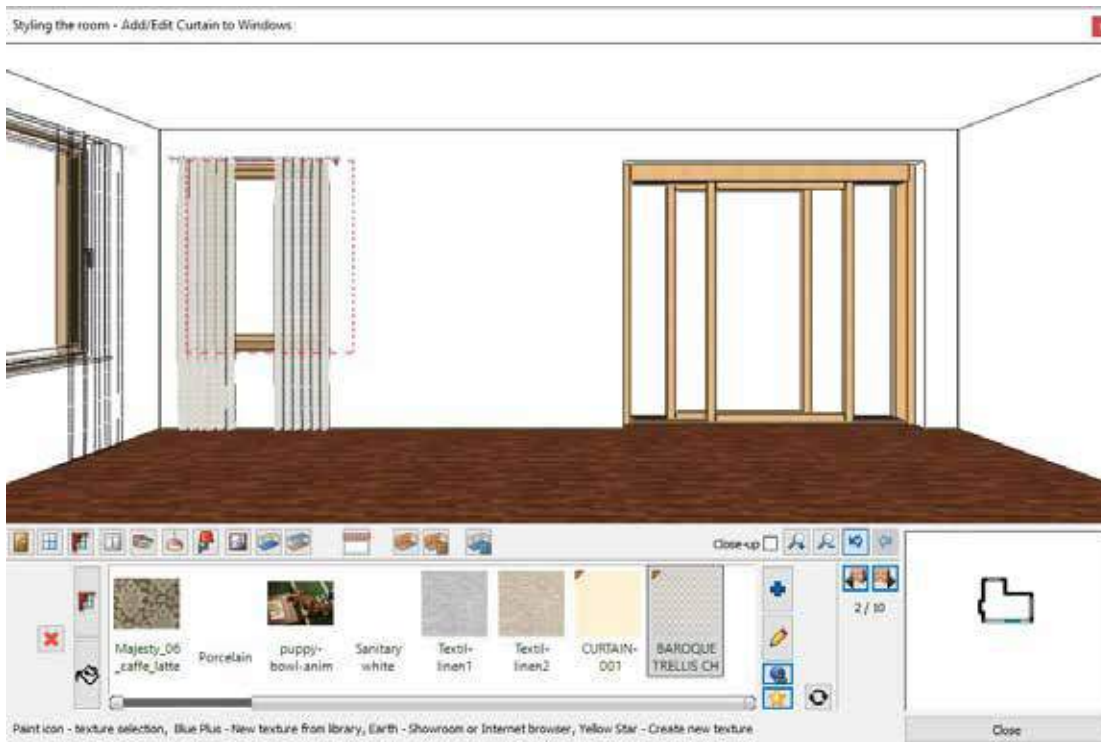 Styling the room - Add/Edit Curtain to Windows
Close-up
2 / 10
Majesty_06
_caffe_latte
Porcelain
puppy-
bowl-anim
Sanitary
white
Textil-
linen1
Textil-
linen2
CURTAIN-
001
BAROQUE
TRELLIS CH
Paint icon - texture selection, Blue Plus - New texture from library, Earth - Showroom or Internet browser, Yellow Star - Create new texture
Close